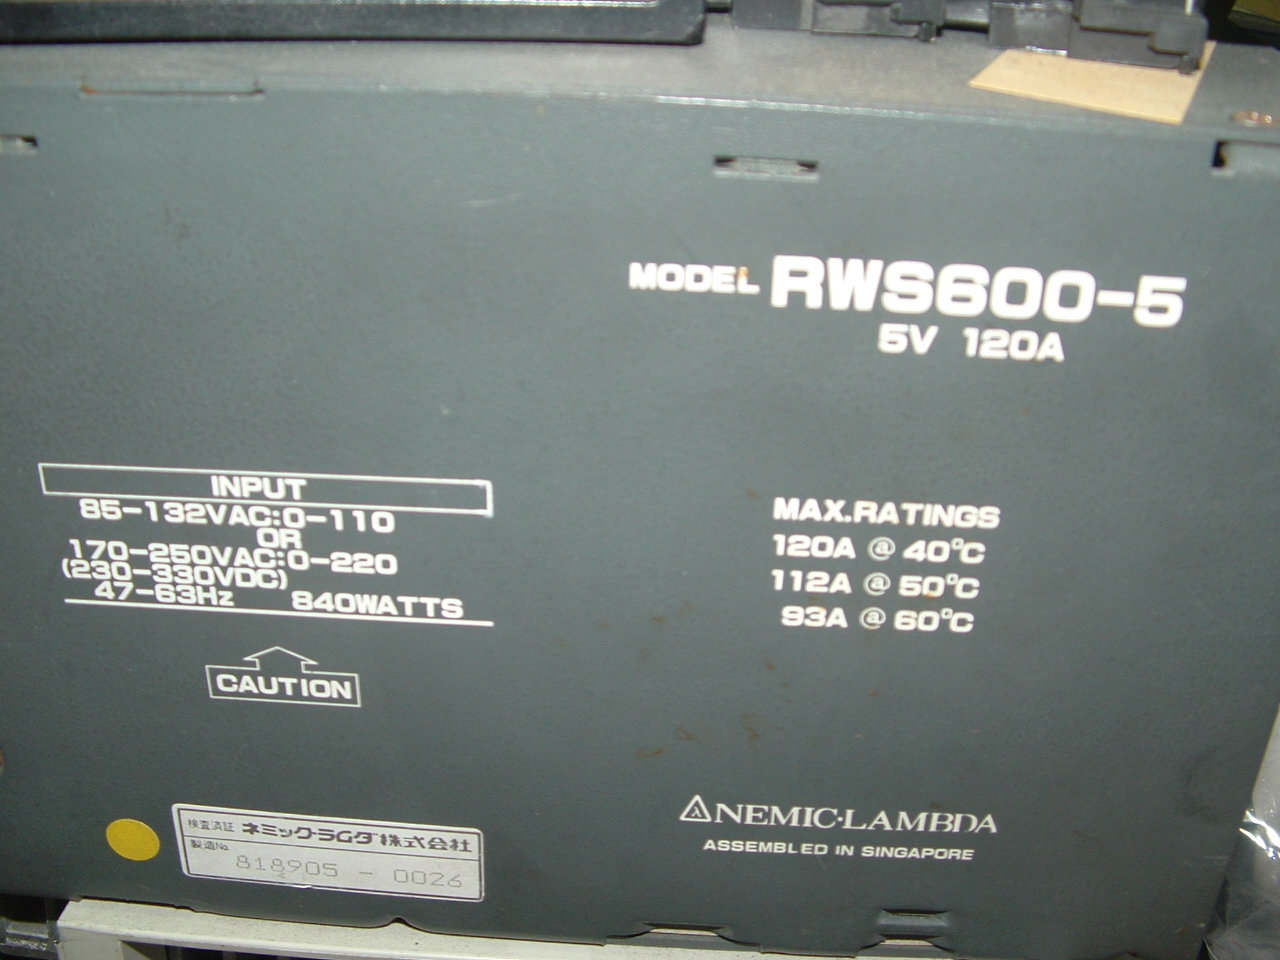 MODEL RWS600-5
5V 120A
INPUT
85-132VAC:0-110
OR
170-250VAC:0-220
(230-330VDC)
47-63Hz 840WATTS
CAUTION
MAX.RATINGS
120A @ 40°C
112A @ 50°C
93A @ 60°C
検査済証 ネミック・ラムダ株式会社
製造No. 818905 - 0026
NEMIC·LAMBDA
ASSEMBLED IN SINGAPORE